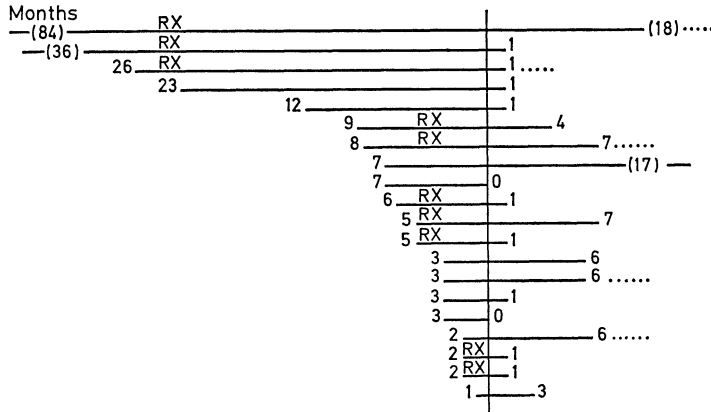 Months
(84) RX (18) .....
(36) RX 1
26 RX 1 .....
23 1
12 1
9 RX 4
8 RX 7 ......
7 (17)
7 0
6 RX 1
5 RX 7
5 RX 1
3 6
3 6 ......
3 1
3 0
2 6 ......
2 RX 1
2 RX 1
1 3